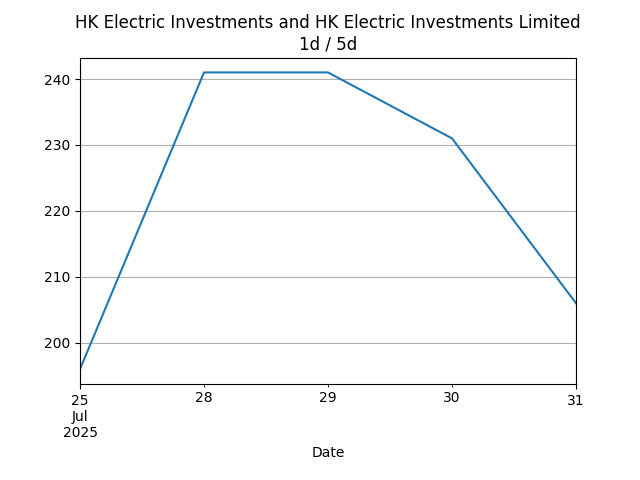 HK Electric Investments and HK Electric Investments Limited
1d / 5d
240
230
220
210
200
25
Jul
2025
28
29
30
31
Date